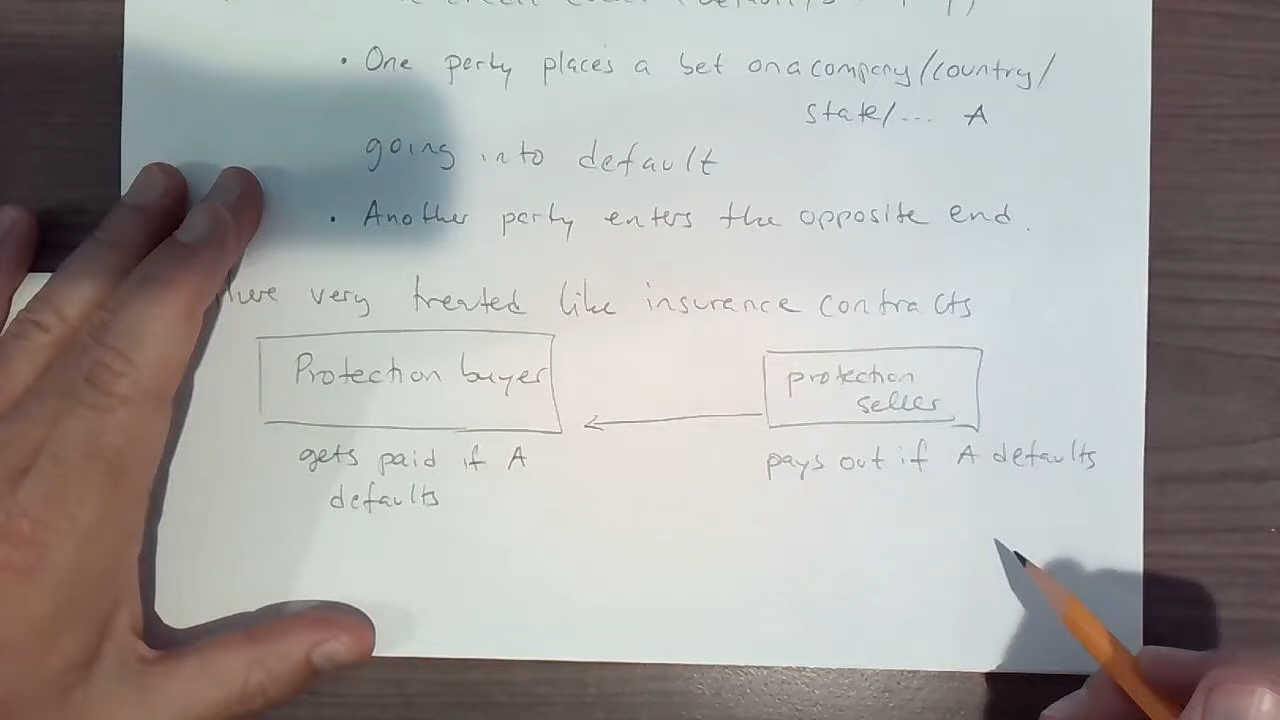 • One party places a bet on a company/country/
state/... A
going into default
• Another party enters the opposite end.
very treated like insurance contracts
Protection buyer
protection
seller
gets paid if A
defaults
pays out if A defaults